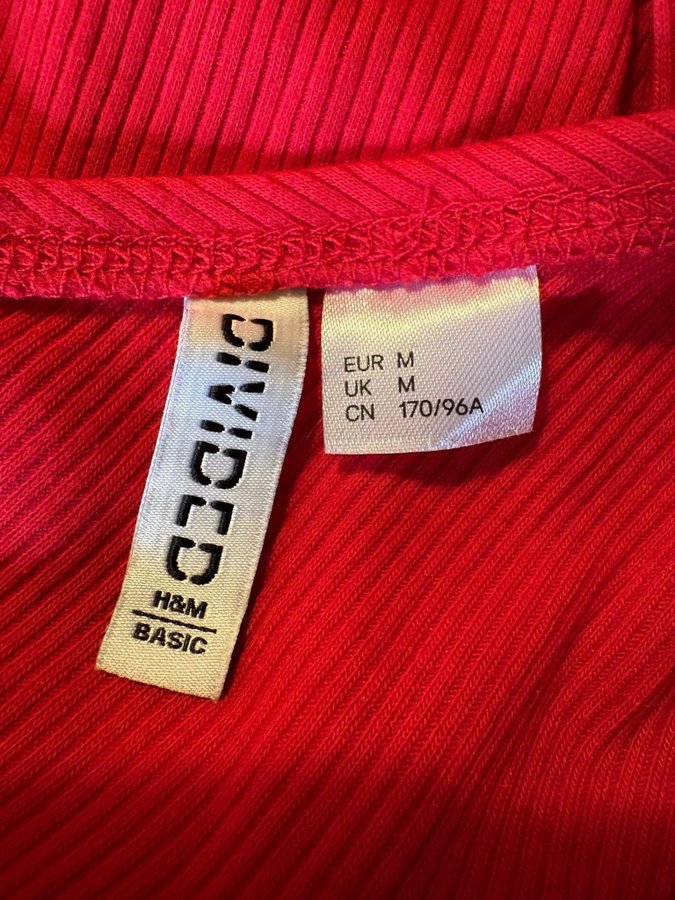 DIVIDED
H&M
BASIC
EUR M
UK M
CN 170/96A